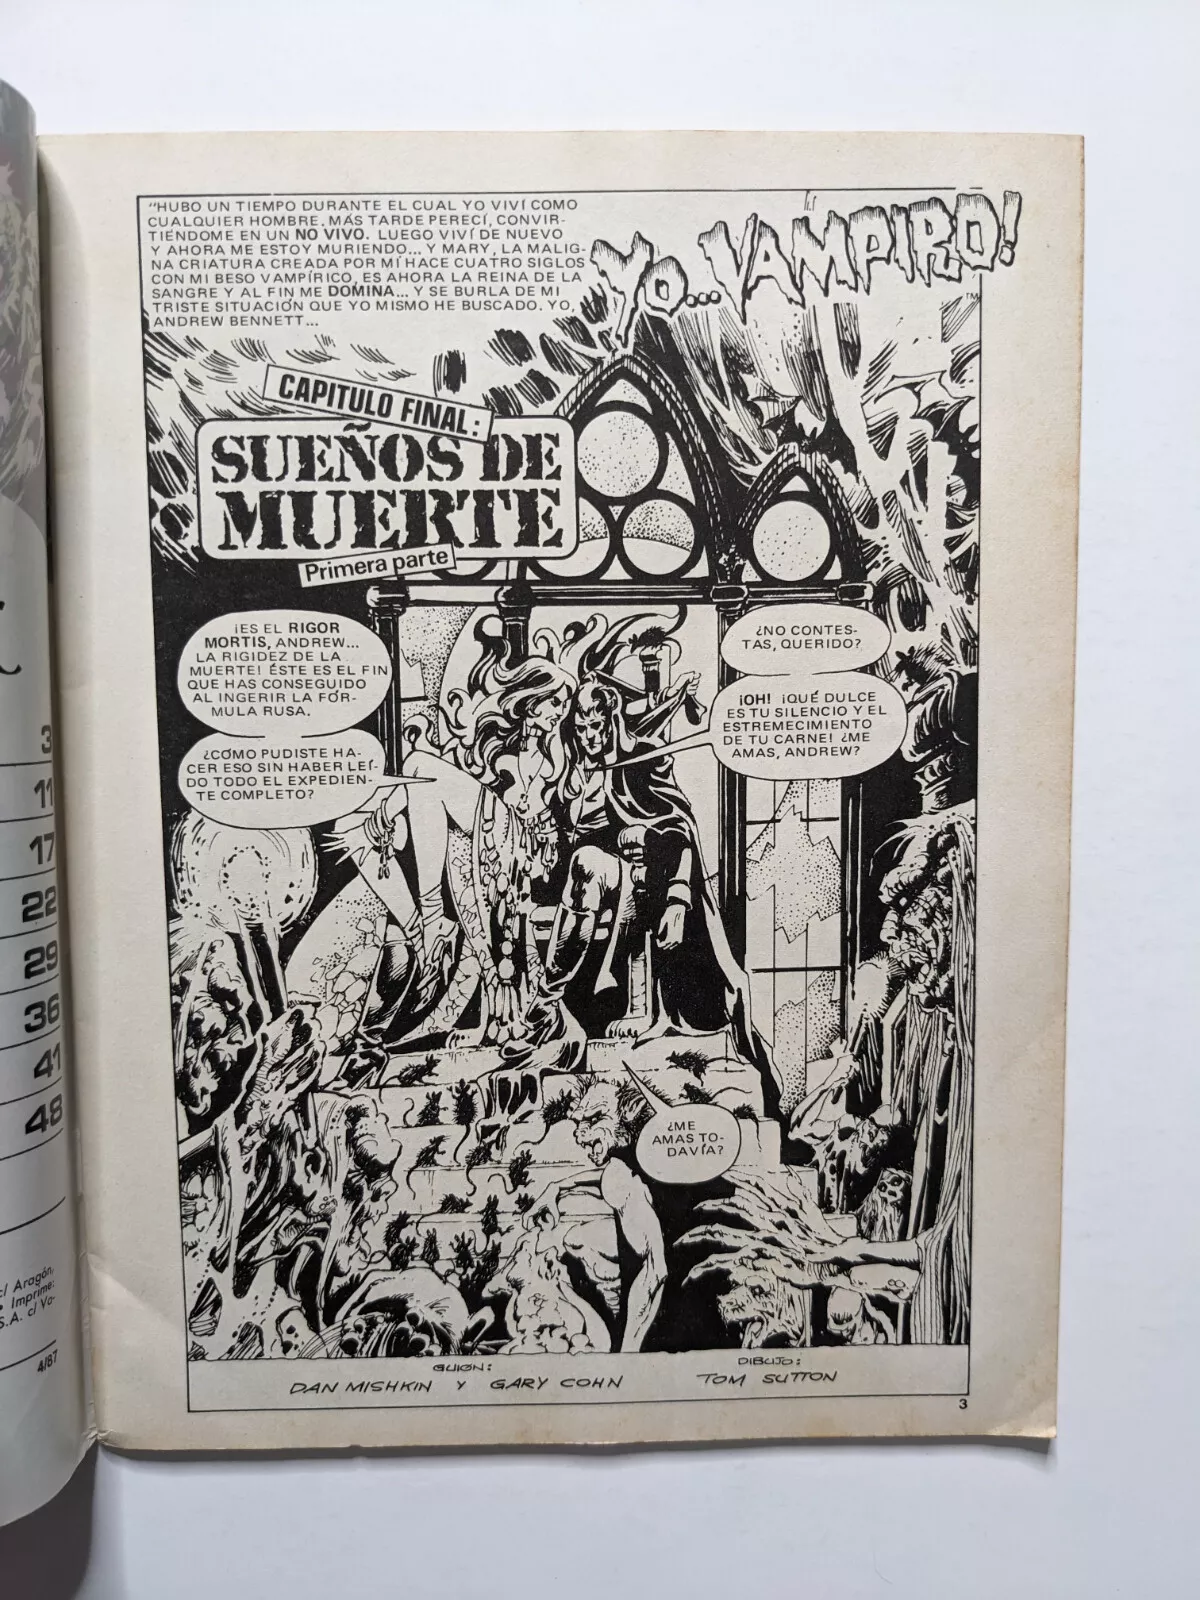 "HUBO UN TIEMPO DURANTE EL CUAL YO VIVÍ COMO
CUALQUIER HOMBRE. MÁS TARDE PERECÍ, CONVIR-
TIÉNDOME EN UN NO VIVO. LUEGO VIVÍ DE NUEVO
Y AHORA ME ESTOY MURIENDO... Y MARY, LA MALIG-
NA CRIATURA CREADA POR MÍ HACE CUATRO SIGLOS
CON MI BESO VAMPÍRICO, ES AHORA LA REINA DE LA
SANGRE Y AL FIN ME DOMINA... Y SE BURLA DE MI
TRISTE SITUACIÓN QUE YO MISMO HE BUSCADO. YO,
ANDREW BENNETT...
YO... VAMPIRO!
TM
CAPITULO FINAL:
SUEÑOS DE
MUERTE
Primera parte
¡ES EL RIGOR
MORTIS, ANDREW...
LA RIGIDEZ DE LA
MUERTE! ÉSTE ES EL FIN
QUE HAS CONSEGUIDO
AL INGERIR LA FÓR-
MULA RUSA.
¿CÓMO PUDISTE HA-
CER ESO SIN HABER LEÍ-
DO TODO EL EXPEDIEN-
TE COMPLETO?
¿NO CONTES-
TAS, QUERIDO?
¡OH! ¡QUÉ DULCE
ES TU SILENCIO Y EL
ESTREMECIMIENTO
DE TU CARNE! ¿ME
AMAS, ANDREW?
¿ME
AMAS TO-
DAVÍA?
GUIÓN:
DAN MISHKIN Y GARY COHN
DIBUJO:
TOM SUTTON
3
3
11
17
22
29
36
41
48
c/ Aragón,
Imprime:
S.A. c/ Va-
4/87